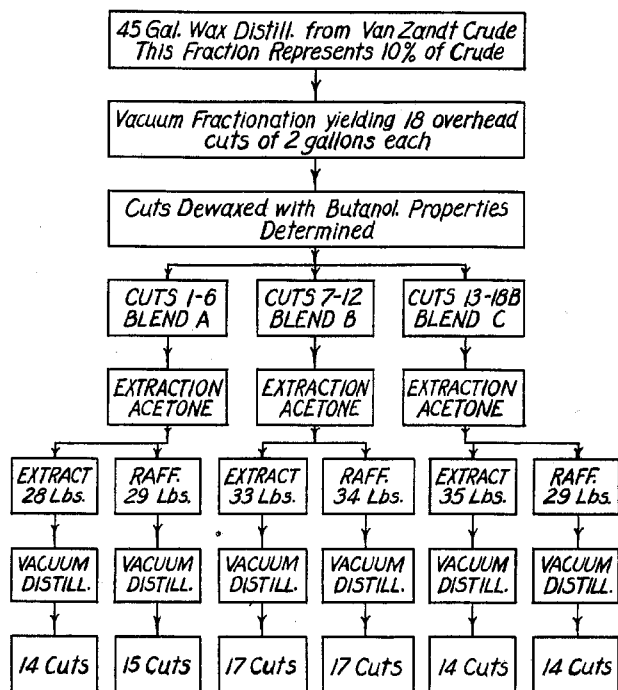 45 Gal. Wax Distill. from Van Zandt Crude
This Fraction Represents 10% of Crude
Vacuum Fractionation yielding 18 overhead
cuts of 2 gallons each
Cuts Dewaxed with Butanol. Properties
Determined
CUTS 1-6
BLEND A
CUTS 7-12
BLEND B
CUTS 13-18B
BLEND C
EXTRACTION
ACETONE
EXTRACTION
ACETONE
EXTRACTION
ACETONE
EXTRACT
28 Lbs.
RAFF.
29 Lbs.
EXTRACT
33 Lbs.
RAFF.
34 Lbs.
EXTRACT
35 Lbs.
RAFF.
29 Lbs.
VACUUM
DISTILL.
VACUUM
DISTILL.
VACUUM
DISTILL.
VACUUM
DISTILL.
VACUUM
DISTILL.
VACUUM
DISTILL.
14 Cuts
15 Cuts
17 Cuts
17 Cuts
14 Cuts
14 Cuts